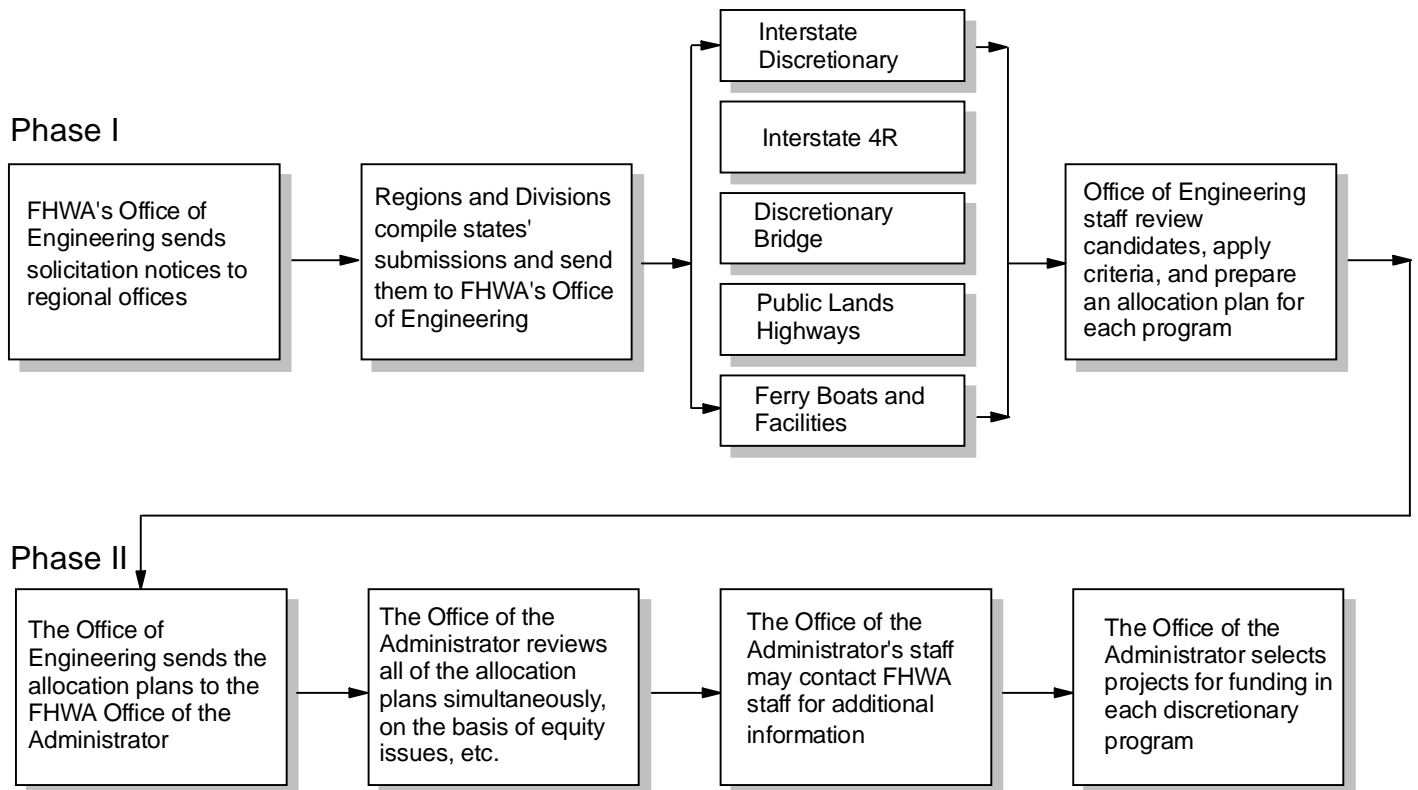 Phase I
FHWA's Office of
Engineering sends
solicitation notices to
regional offices
Regions and Divisions
compile states'
submissions and send
them to FHWA's Office
of Engineering
Interstate
Discretionary
Interstate 4R
Discretionary
Bridge
Public Lands
Highways
Ferry Boats and
Facilities
Office of Engineering
staff review
candidates, apply
criteria, and prepare
an allocation plan for
each program
Phase II
The Office of
Engineering sends the
allocation plans to the
FHWA Office of the
Administrator
The Office of the
Administrator reviews
all of the allocation
plans simultaneously,
on the basis of equity
issues, etc.
The Office of the
Administrator's staff
may contact FHWA
staff for additional
information
The Office of the
Administrator selects
projects for funding in
each discretionary
program